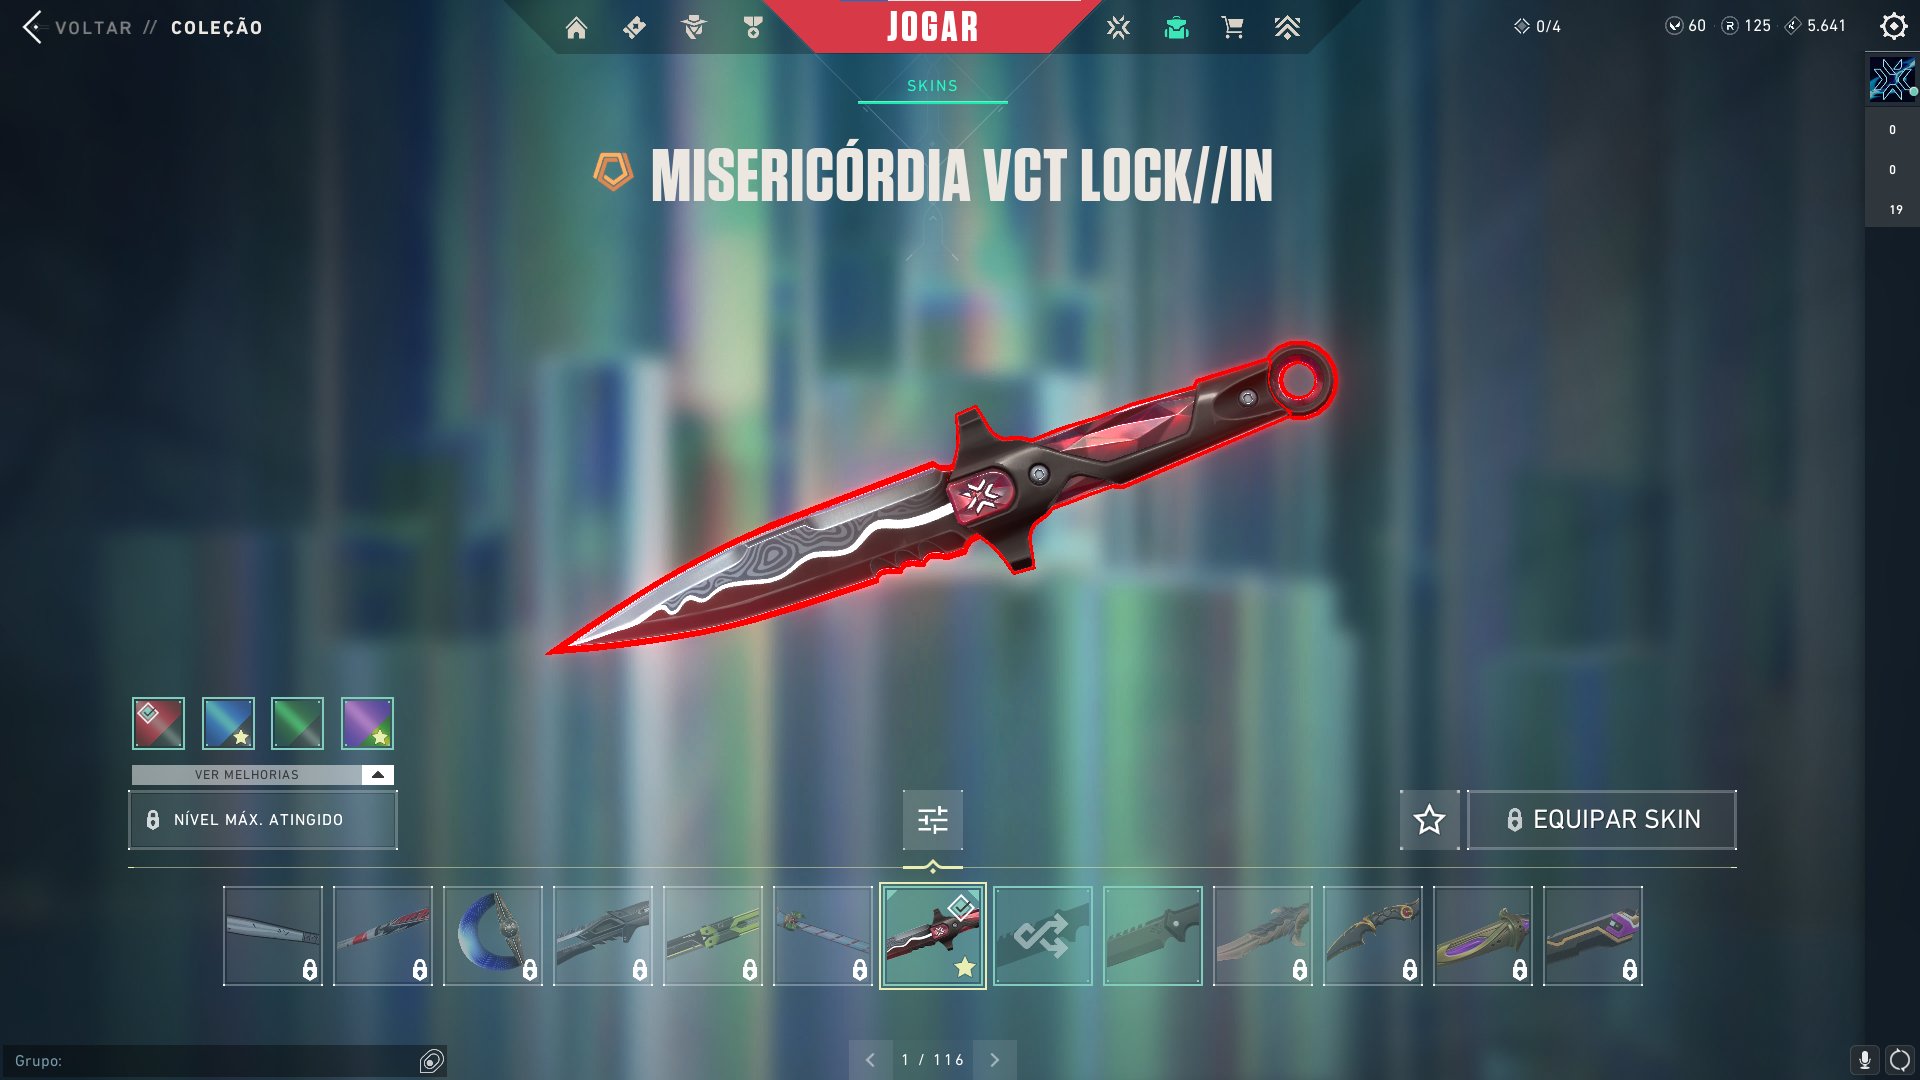 VOLTAR // COLEÇÃO
JOGAR
0/4
60
R 125
5.641
SKINS
0
0
19
MISERICÓRDIA VCT LOCK//IN
VER MELHORIAS
NÍVEL MÁX. ATINGIDO
EQUIPAR SKIN
Grupo:
1 / 116